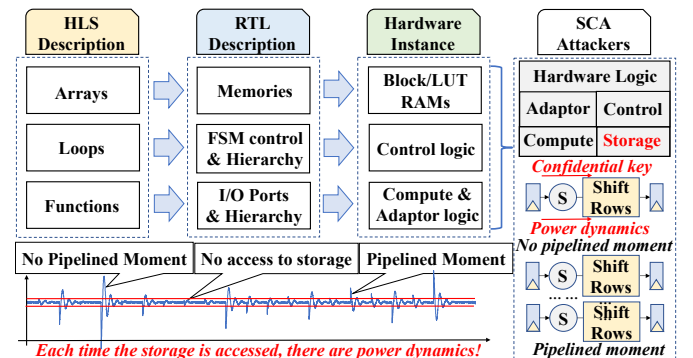 HLS
Description
RTL
Description
Hardware
Instance
SCA
Attackers
Arrays
Memories
Block/LUT
RAMs
Loops
FSM control
& Hierarchy
Control logic
Functions
I/O Ports
& Hierarchy
Compute &
Adaptor logic
Hardware Logic
Adaptor
Control
Compute
Storage
Confidential key
S
Shift
Rows
Power dynamics
No pipelined moment
S
Shift
Rows
... ...
...
S
Shift
Rows
Pipelined moment
No Pipelined Moment
No access to storage
Pipelined Moment
Each time the storage is accessed, there are power dynamics!